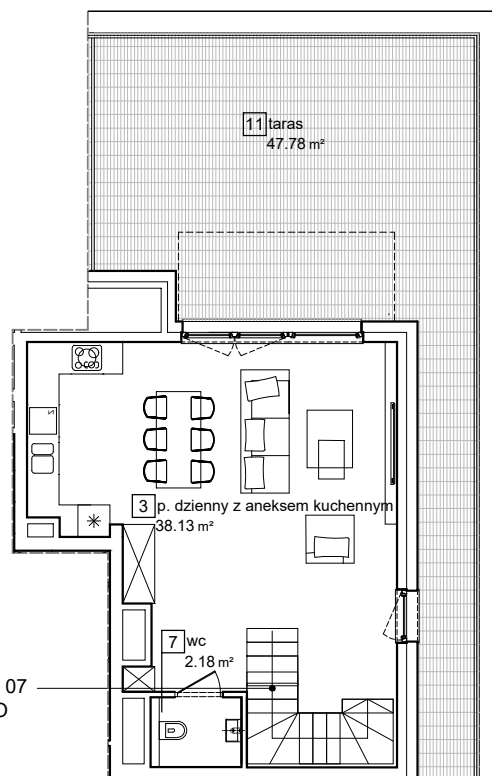 11 taras
47.78 m²
3 p. dzienny z aneksem kuchennym
38.13 m²
7 wc
2.18 m²
07